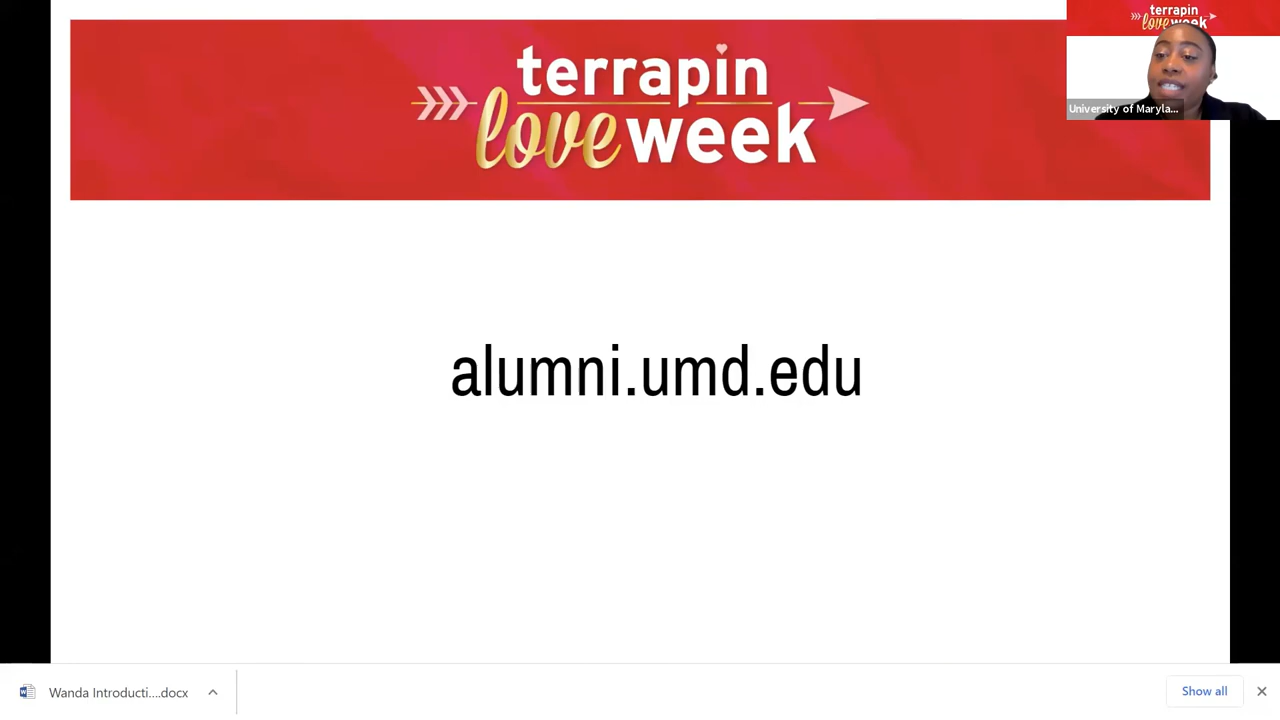 terrapin
love week
terrapin
love week
University of Maryla...
alumni.umd.edu
Wanda Introducti....docx
Show all